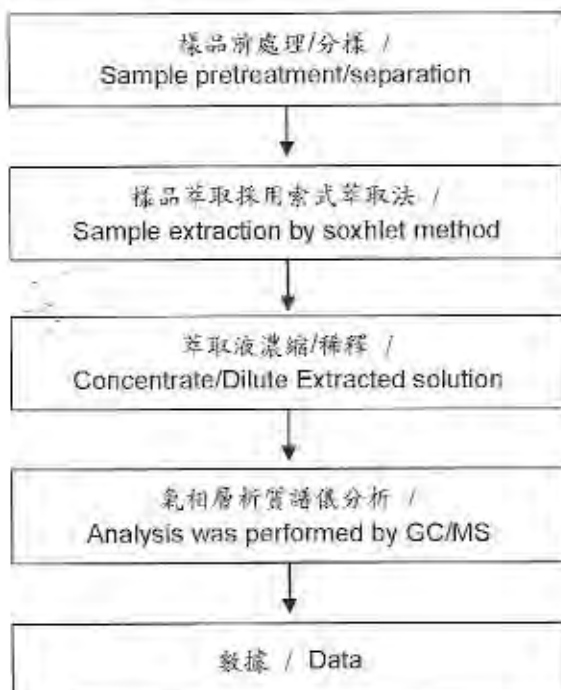 樣品前處理/分樣 /
Sample pretreatment/separation
樣品萃取採用索式萃取法 /
Sample extraction by soxhlet method
萃取液濃縮/稀釋 /
Concentrate/Dilute Extracted solution
氣相層析質譜儀分析 /
Analysis was performed by GC/MS
數據 / Data